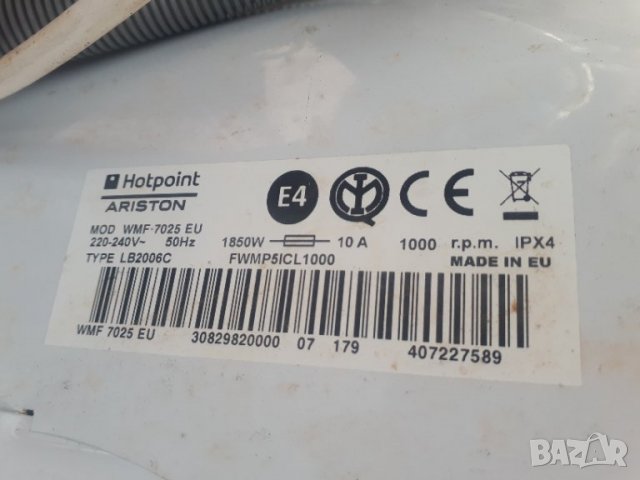 Hotpoint
ARISTON
E4
CE
MOD WMF-7025 EU
220-240V~ 50Hz 1850W 10 A 1000 r.p.m. IPX4
TYPE LB2006C FWMP5ICL1000 MADE IN EU
WMF 7025 EU 30829820000 07 179 407227589
BAZAR